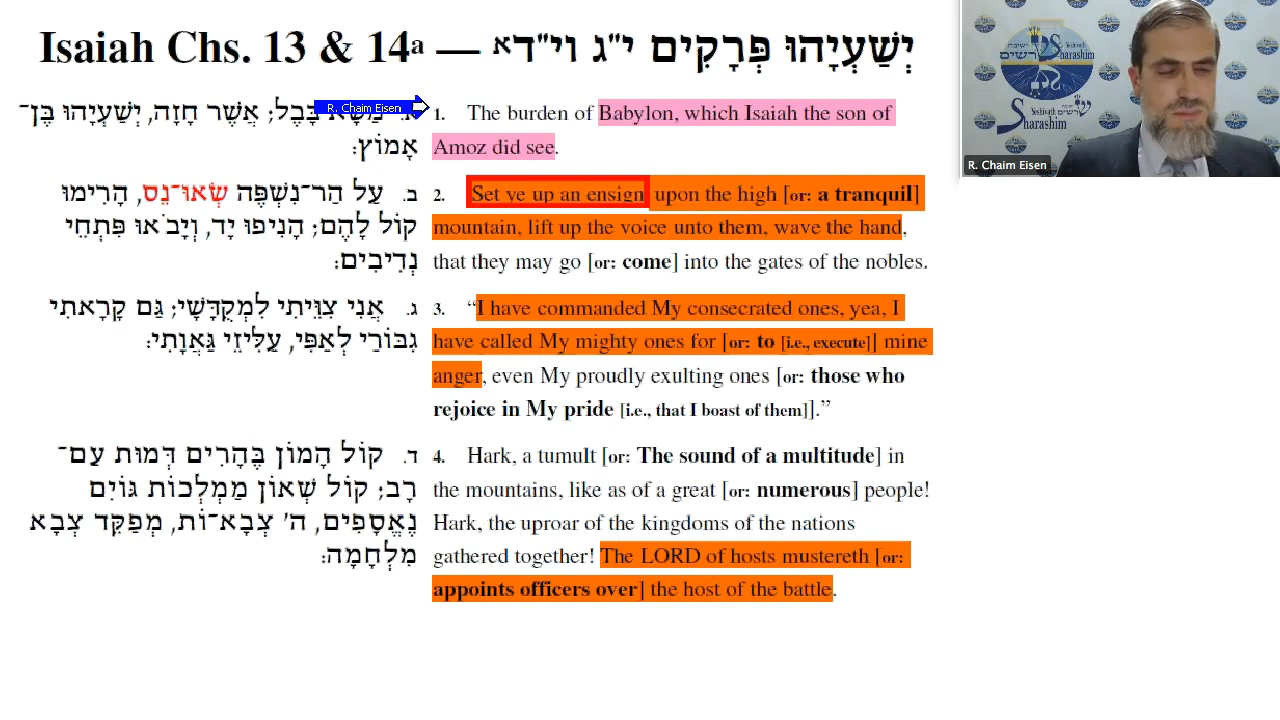 Isaiah Chs. 13 & 14ª — יְשַׁעְיָהוּ פְּרָקִים י"ג וי"דא
א. מַשָּׂא בָּבֶל; אֲשֶׁר חָזָה, יְשַׁעְיָהוּ בֶּן־
אָמוֹץ:
ב. עַל הַר־נִשְׁפֶּה שְׂאוּ־נֵס, הָרִימוּ
קוֹל לָהֶם; הָנִיפוּ יָד, וְיָבֹאוּ פִּתְחֵי
נְדִיבִים:
ג. אֲנִי צִוֵּיתִי לִמְקֻדָּשָׁי; גַּם קָרָאתִי
גִבּוֹרַי לְאַפִּי, עַלִּיזֵי גַּאֲוָתִי:
ד. קוֹל הָמוֹן בֶּהָרִים דְּמוּת עַם־
רָב; קוֹל שְׁאוֹן מַמְלְכוֹת גּוֹיִם
נֶאֱסָפִים, ה' צְבָא־וֹת, מְפַקֵּד צְבָא
מִלְחָמָה:
R. Chaim Eisen
1. The burden of Babylon, which Isaiah the son of
Amoz did see.
2. Set ye up an ensign upon the high [or: a tranquil]
mountain, lift up the voice unto them, wave the hand,
that they may go [or: come] into the gates of the nobles.
3. “I have commanded My consecrated ones, yea, I
have called My mighty ones for [or: to [i.e., execute]] mine
anger, even My proudly exulting ones [or: those who
rejoice in My pride [i.e., that I boast of them]].”
4. Hark, a tumult [or: The sound of a multitude] in
the mountains, like as of a great [or: numerous] people!
Hark, the uproar of the kingdoms of the nations
gathered together! The LORD of hosts mustereth [or:
appoints officers over] the host of the battle.
ישיבת שרשים
Yeshivath Sharashim
R. Chaim Eisen